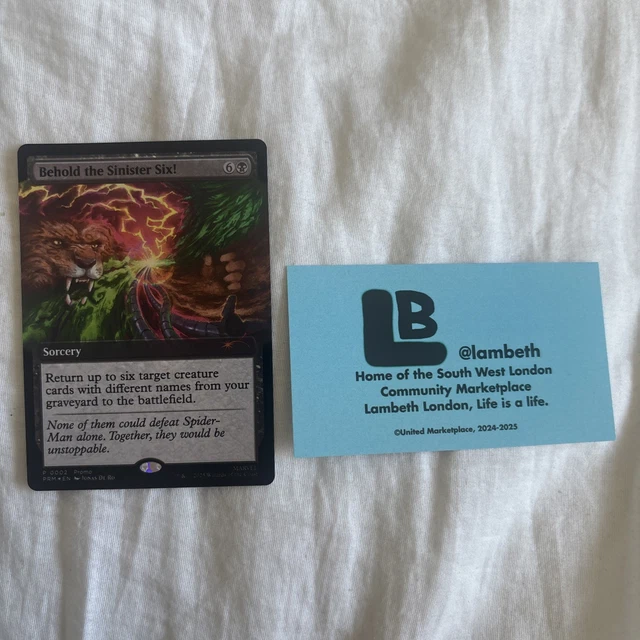 Behold the Sinister Six!
6
Sorcery
Return up to six target creature
cards with different names from your
graveyard to the battlefield.
None of them could defeat Spider-
Man alone. Together, they would be
unstoppable.
P 0002 Promo
EN
LB
@lambeth
Home of the South West London
Community Marketplace
Lambeth London, Life is a life.
©United Marketplace, 2024-2025